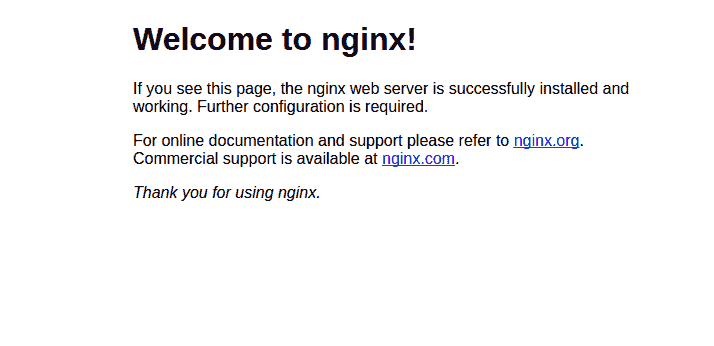 Welcome to nginx!
If you see this page, the nginx web server is successfully installed and
working. Further configuration is required.
For online documentation and support please refer to nginx.org.
Commercial support is available at nginx.com.
Thank you for using nginx.